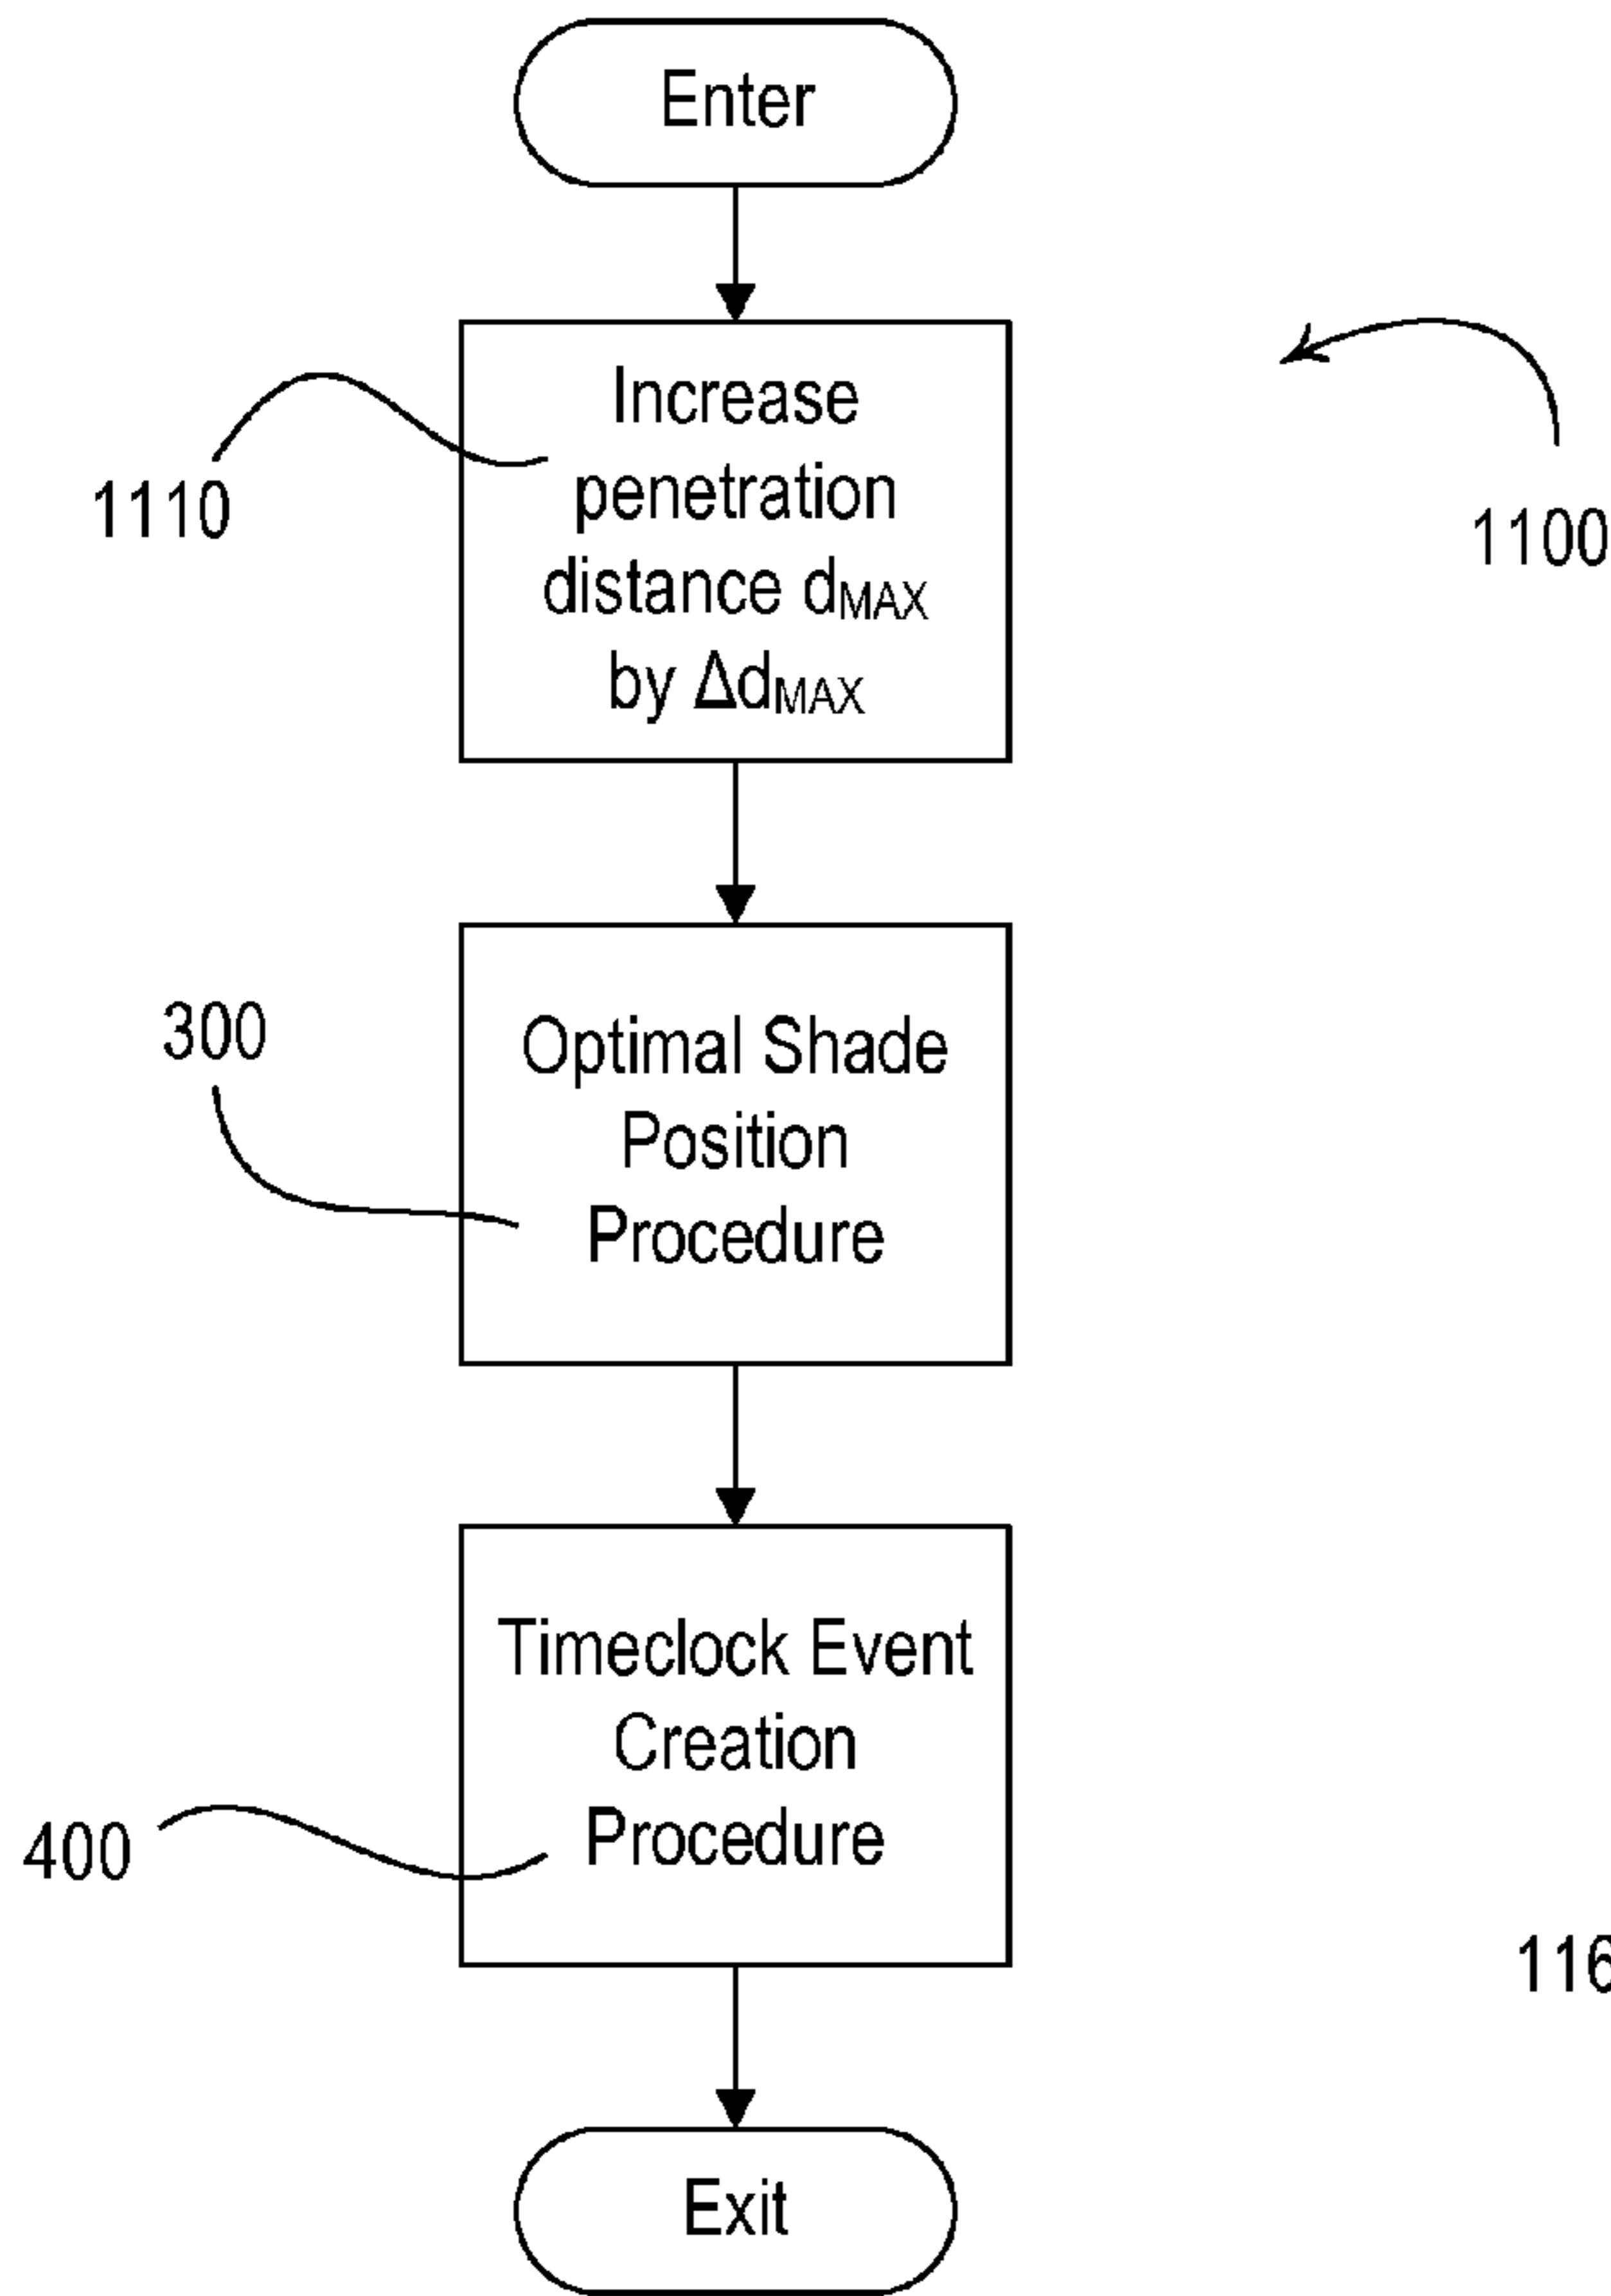 Enter
Increase
penetration
distance dMAX
by ΔdMAX
1110
1100
300
Optimal Shade
Position
Procedure
Timeclock Event
Creation
Procedure
400
Exit